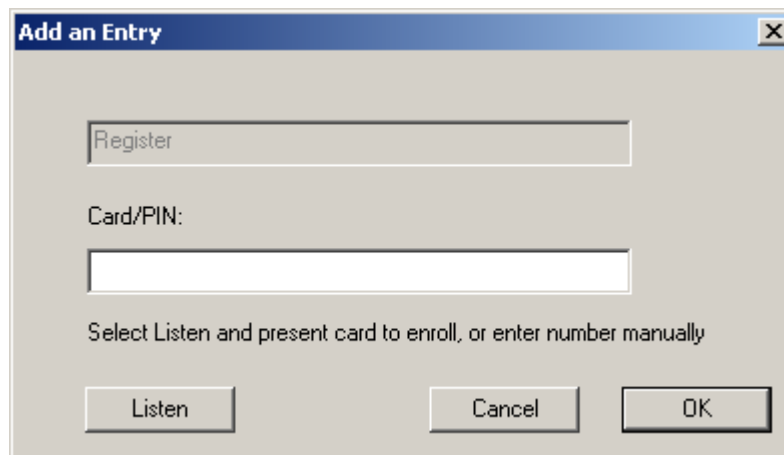 Add an Entry
Register
Card/PIN:
Select Listen and present card to enroll, or enter number manually
Listen Cancel OK